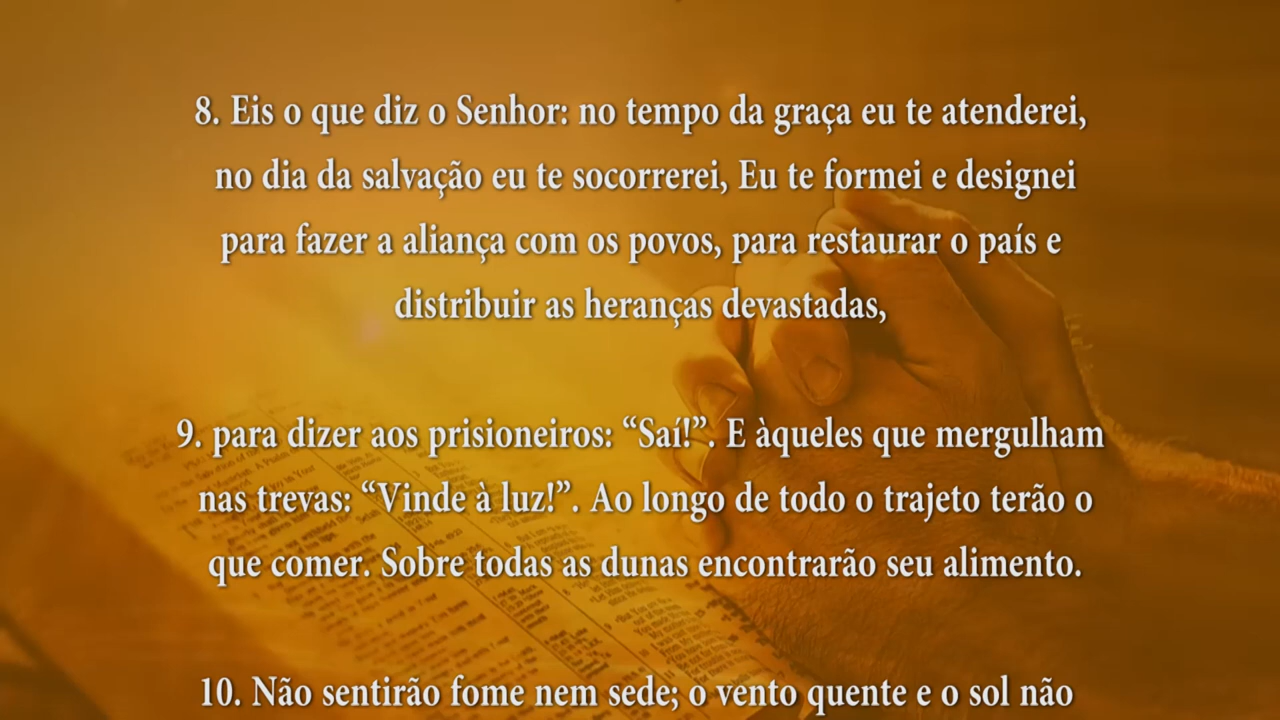 8. Eis o que diz o Senhor: no tempo da graça eu te atenderei,
no dia da salvação eu te socorrerei, Eu te formei e designei
para fazer a aliança com os povos, para restaurar o país e
distribuir as heranças devastadas,
9. para dizer aos prisioneiros: “Saí!”. E àqueles que mergulham
nas trevas: “Vinde à luz!”. Ao longo de todo o trajeto terão o
que comer. Sobre todas as dunas encontrarão seu alimento.
10. Não sentirão fome nem sede; o vento quente e o sol não